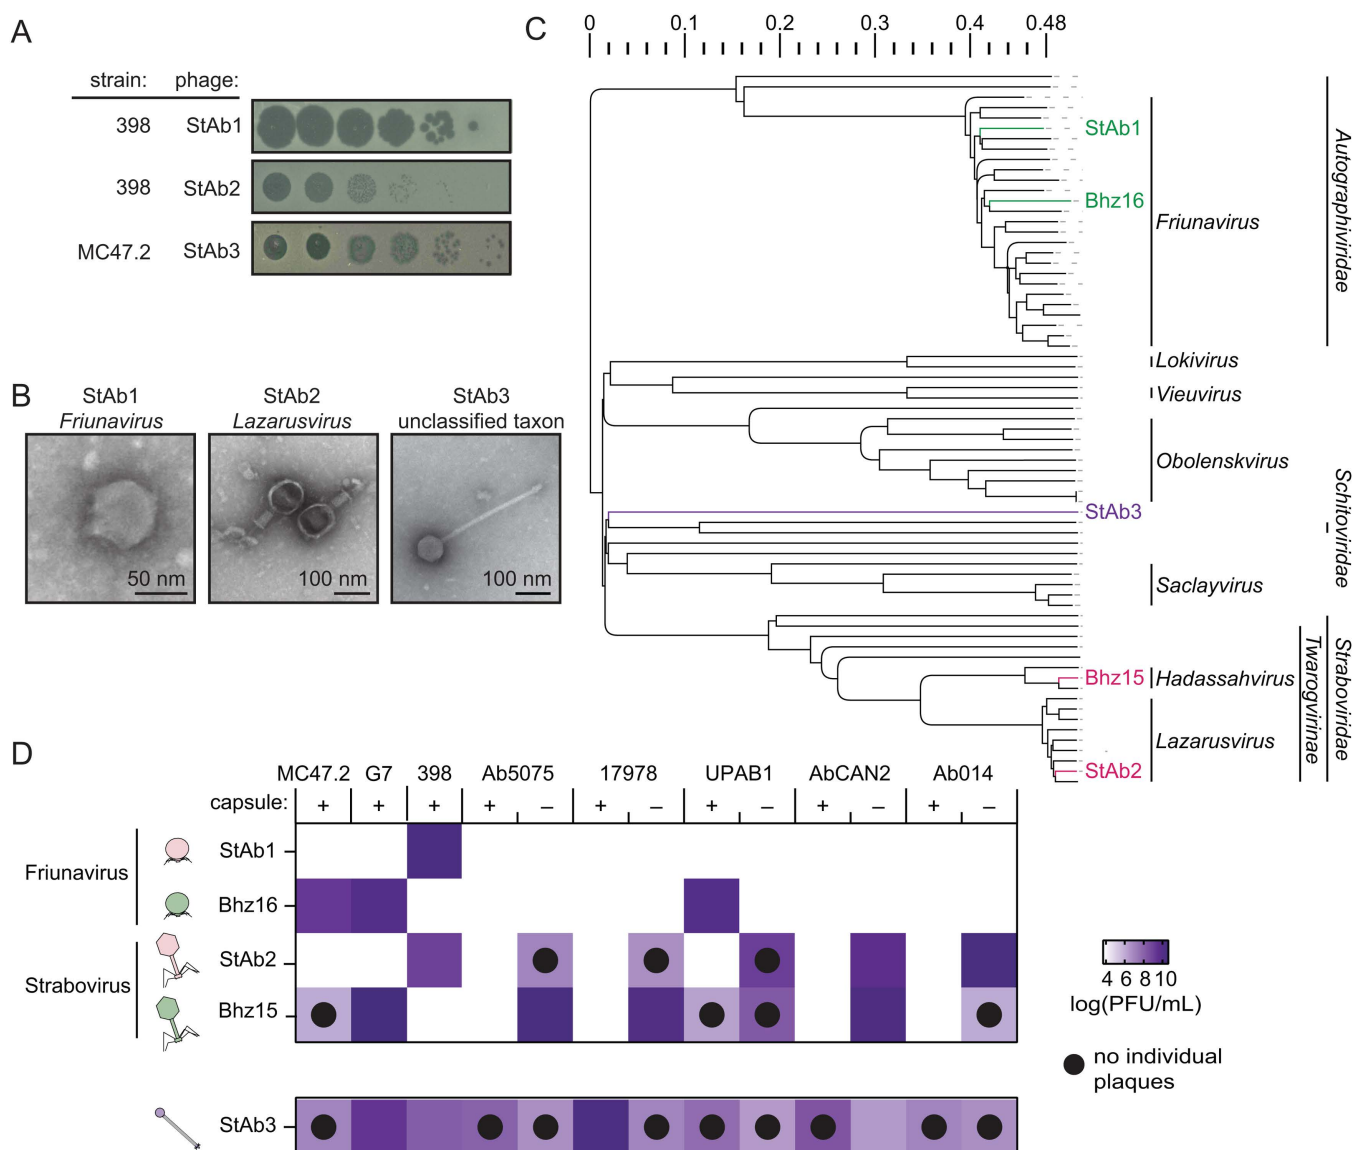 A
strain: phage:
398 StAb1
398 StAb2
MC47.2 StAb3
B
StAb1
Friunavirus
50 nm
StAb2
Lazarusvirus
100 nm
StAb3
unclassified taxon
100 nm
C
0 0.1 0.2 0.3 0.4 0.48
StAb1
Bhz16
Friunavirus
Autographiviridae
Lokivirus
Vieuvirus
Obolenskvirus
StAb3
Schitoviridae
Saclayvirus
Bhz15
Hadassahvirus
Lazarusvirus
StAb2
Twarogvirinae
Straboviridae
D
MC47.2 G7 398 Ab5075 17978 UPAB1 AbCAN2 Ab014
capsule: + + + + – + – + – + – + –
Friunavirus
StAb1
Bhz16
Strabovirus
StAb2
Bhz15
StAb3
4 6 8 10
log(PFU/mL)
no individual
plaques